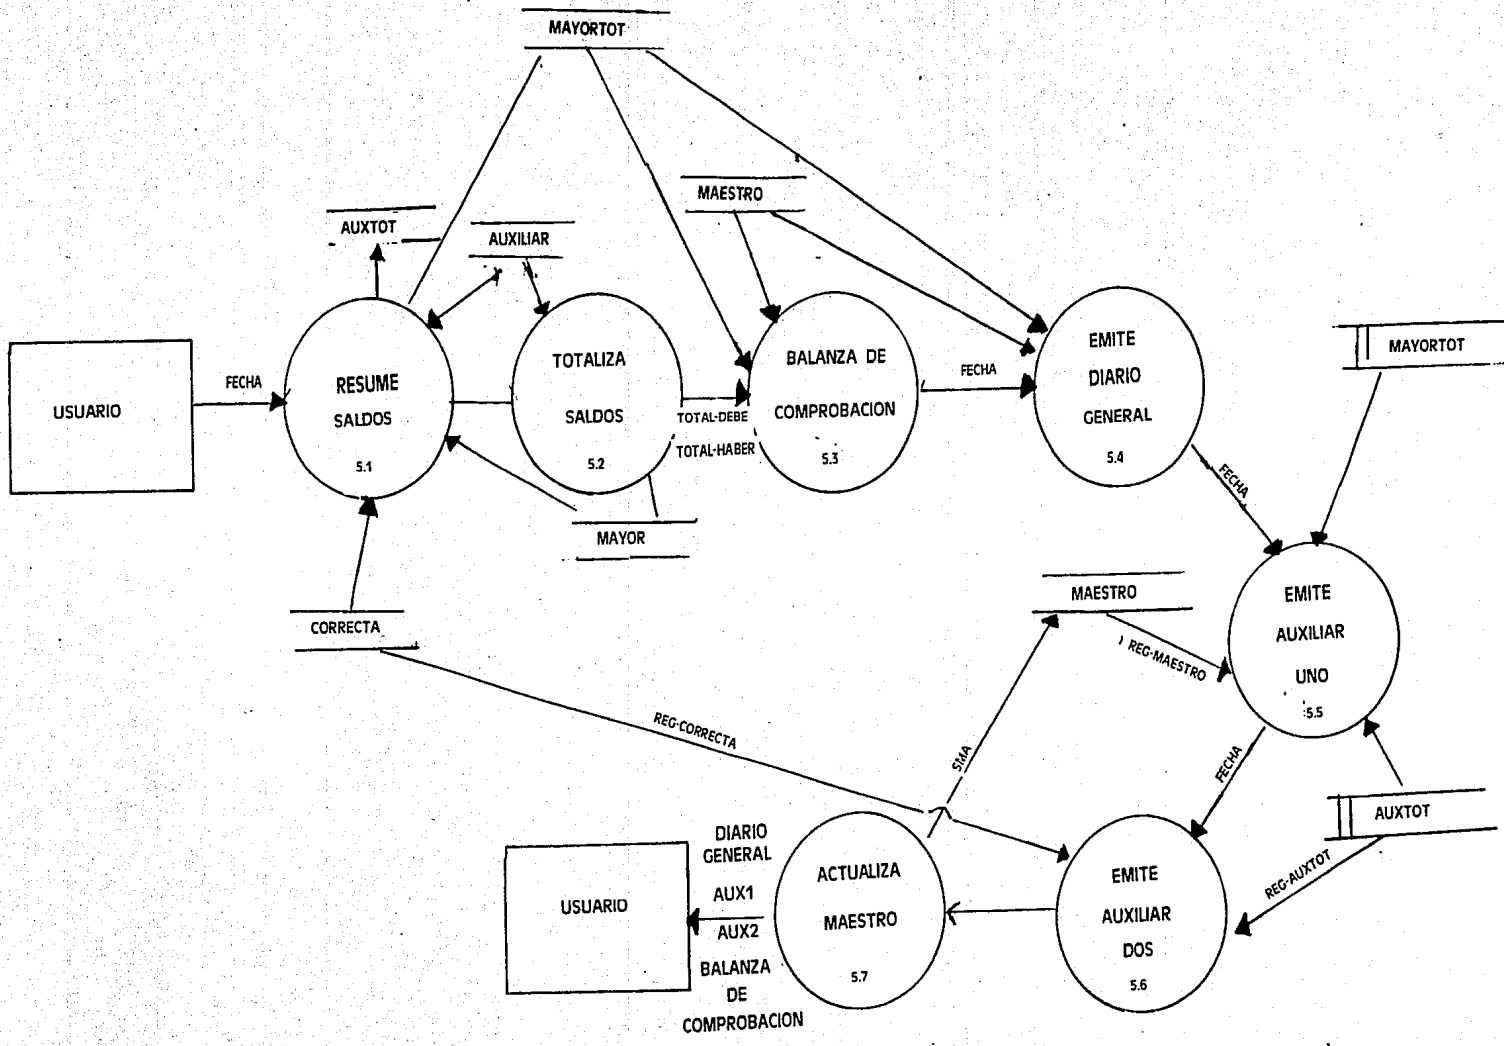 MAYORTOT
MAESTRO
AUXTOT
AUXILIAR
USUARIO
FECHA
RESUME
SALDOS
5.1
TOTALIZA
SALDOS
5.2
TOTAL-DEBE
TOTAL-HABER
BALANZA DE
COMPROBACION
5.3
FECHA
EMITE
DIARIO
GENERAL
5.4
MAYORTOT
FECHA
MAYOR
CORRECTA
MAESTRO
REG-MAESTRO
EMITE
AUXILIAR
UNO
5.5
REG-CORRECTA
SMA
FECHA
AUXTOT
REG-AUXTOT
USUARIO
DIARIO
GENERAL
AUX1
AUX2
BALANZA
DE
COMPROBACION
ACTUALIZA
MAESTRO
5.7
EMITE
AUXILIAR
DOS
5.6